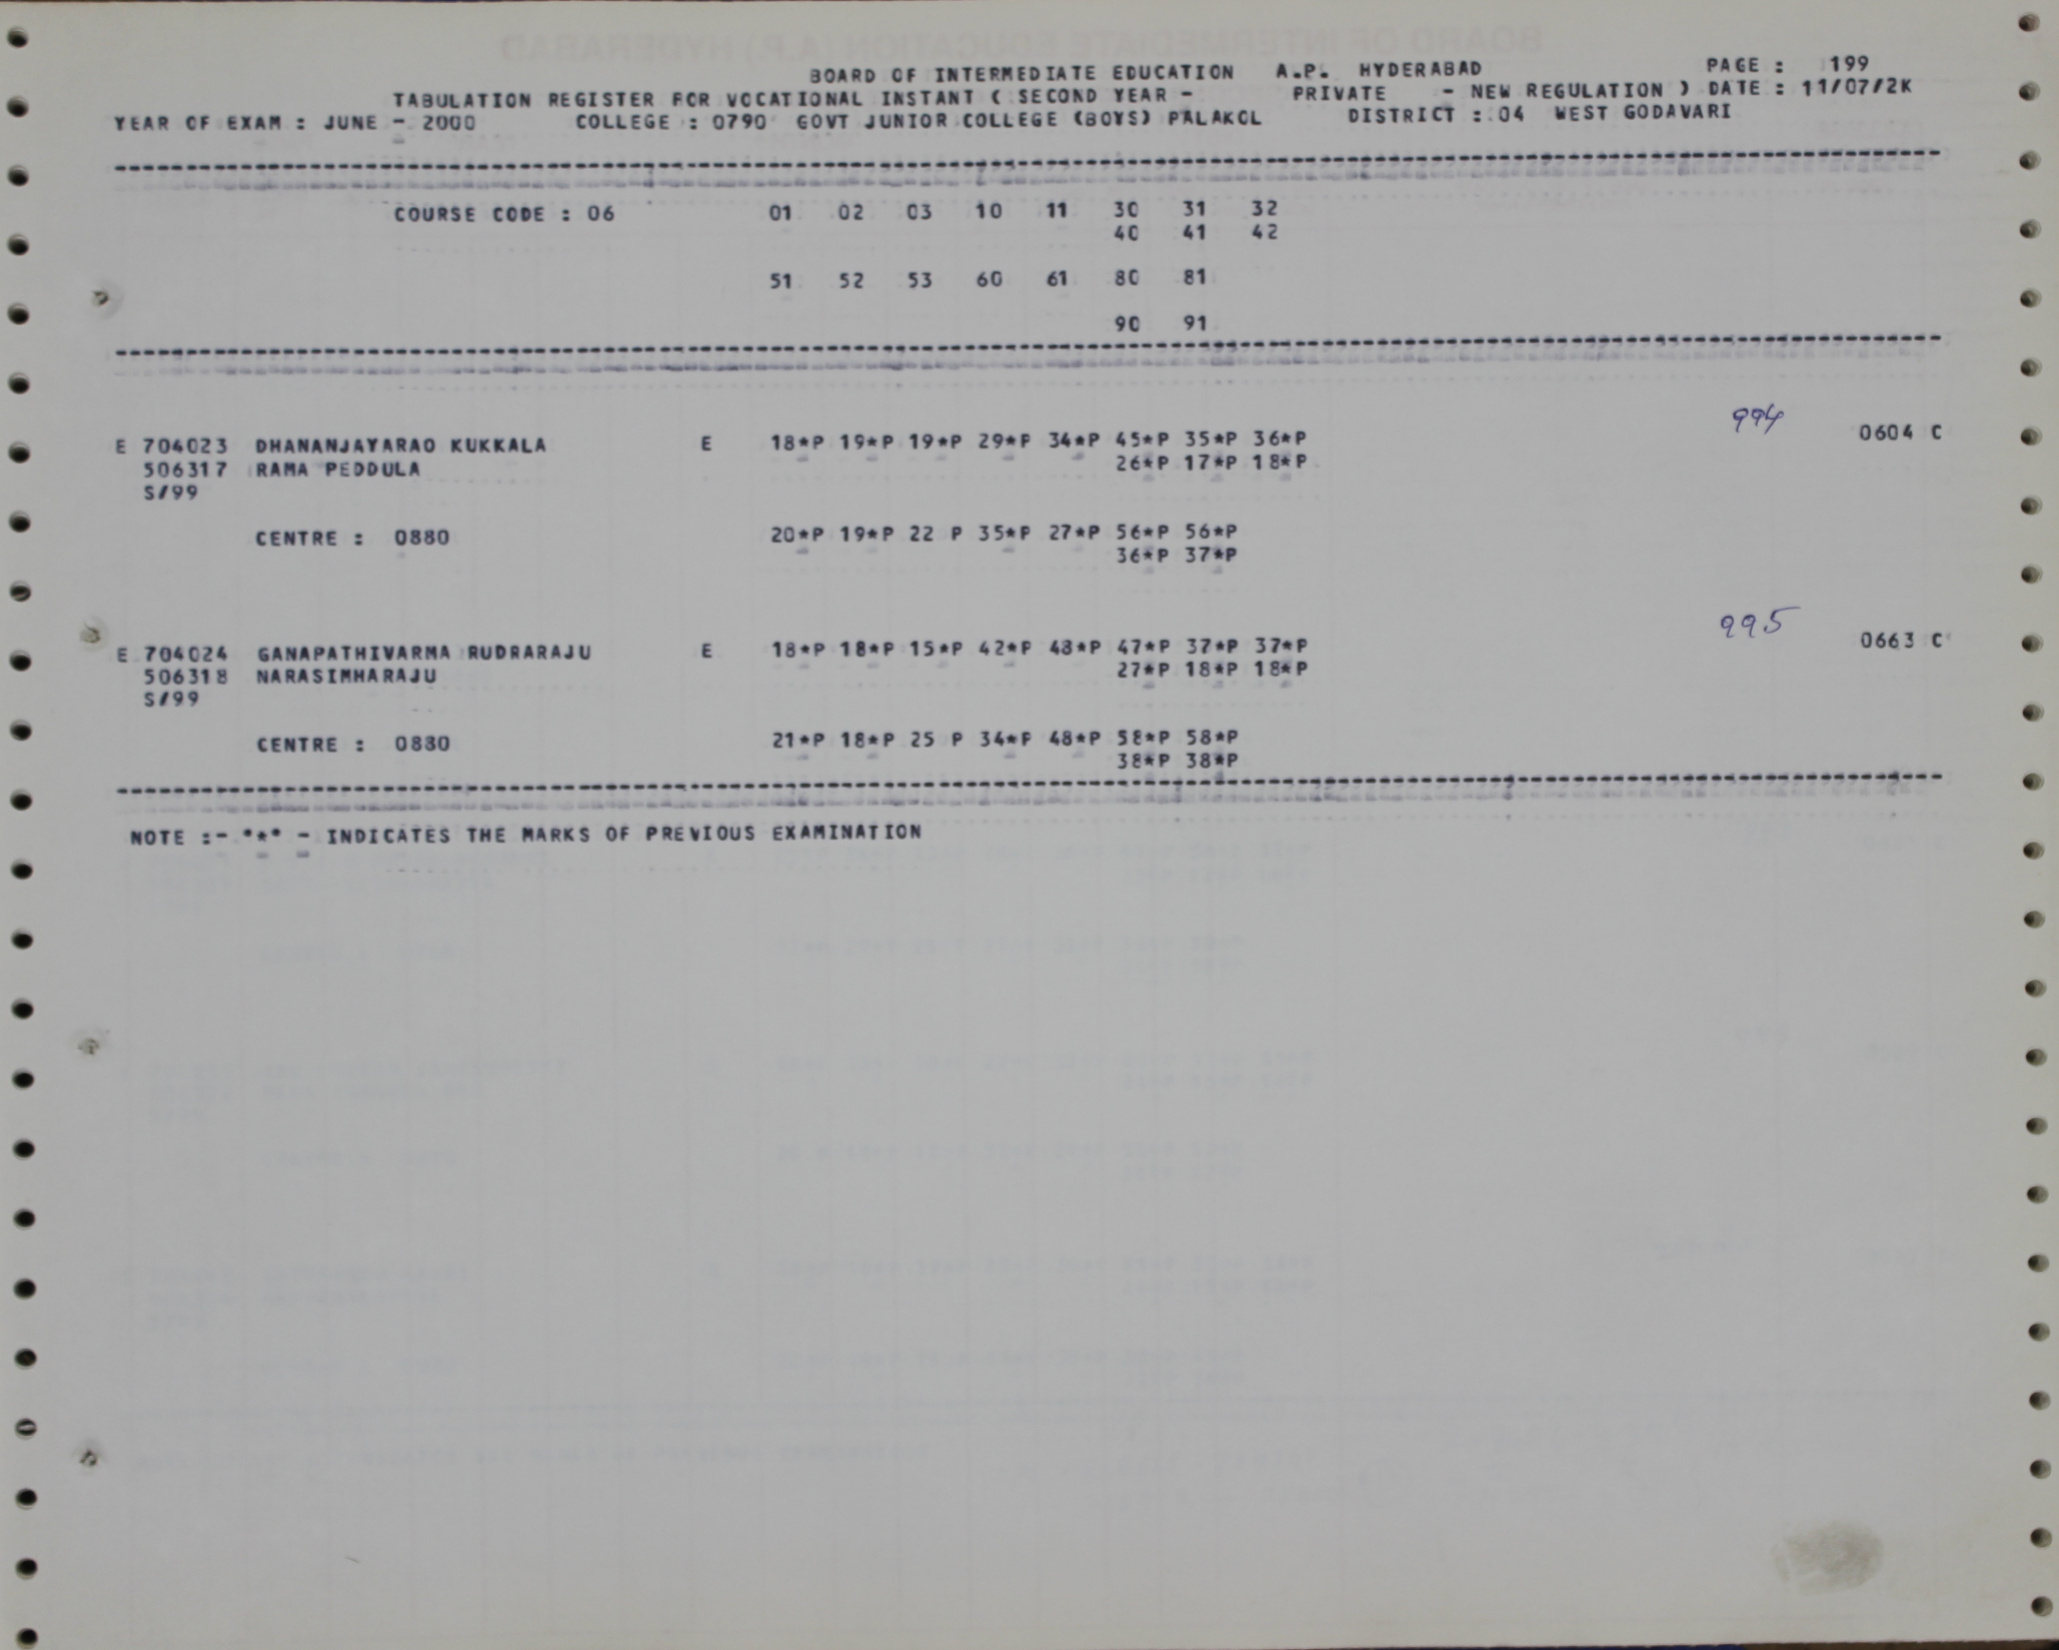 BOARD OF INTERMEDIATE EDUCATION A.P. HYDERABAD PAGE : 199
TABULATION REGISTER FOR VOCATIONAL INSTANT ( SECOND YEAR - PRIVATE - NEW REGULATION ) DATE : 11/07/2K
YEAR OF EXAM : JUNE - 2000 COLLEGE : 0790 GOVT JUNIOR COLLEGE (BOYS) PALAKOL DISTRICT : 04 WEST GODAVARI
COURSE CODE : 06 01 02 03 10 11 30 31 32
40 41 42
51 52 53 60 61 80 81
90 91
994
E 704023 DHANANJAYARAO KUKKALA E 18*P 19*P 19*P 29*P 34*P 45*P 35*P 36*P 0604 C
506317 RAMA PEDDULA 26*P 17*P 18*P
S/99
CENTRE : 0880 20*P 19*P 22 P 35*P 27*P 56*P 56*P
36*P 37*P
995
E 704024 GANAPATHIVARMA RUDRARAJU E 18*P 18*P 15*P 42*P 48*P 47*P 37*P 37*P 0663 C
506318 NARASIMHARAJU 27*P 18*P 18*P
S/99
CENTRE : 0880 21*P 18*P 25 P 34*P 48*P 58*P 58*P
38*P 38*P
NOTE :- "*" - INDICATES THE MARKS OF PREVIOUS EXAMINATION